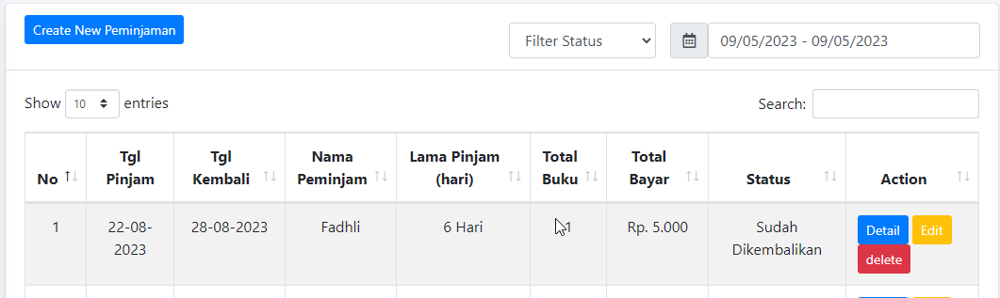 Create New Peminjaman
Filter Status
09/05/2023 - 09/05/2023
Show 10 entries
Search:
No
Tgl
Pinjam
Tgl
Kembali
Nama
Peminjam
Lama Pinjam
(hari)
Total
Buku
Total
Bayar
Status
Action
1
22-08-
2023
28-08-2023
Fadhli
6 Hari
1
Rp. 5.000
Sudah
Dikembalikan
Detail
Edit
delete